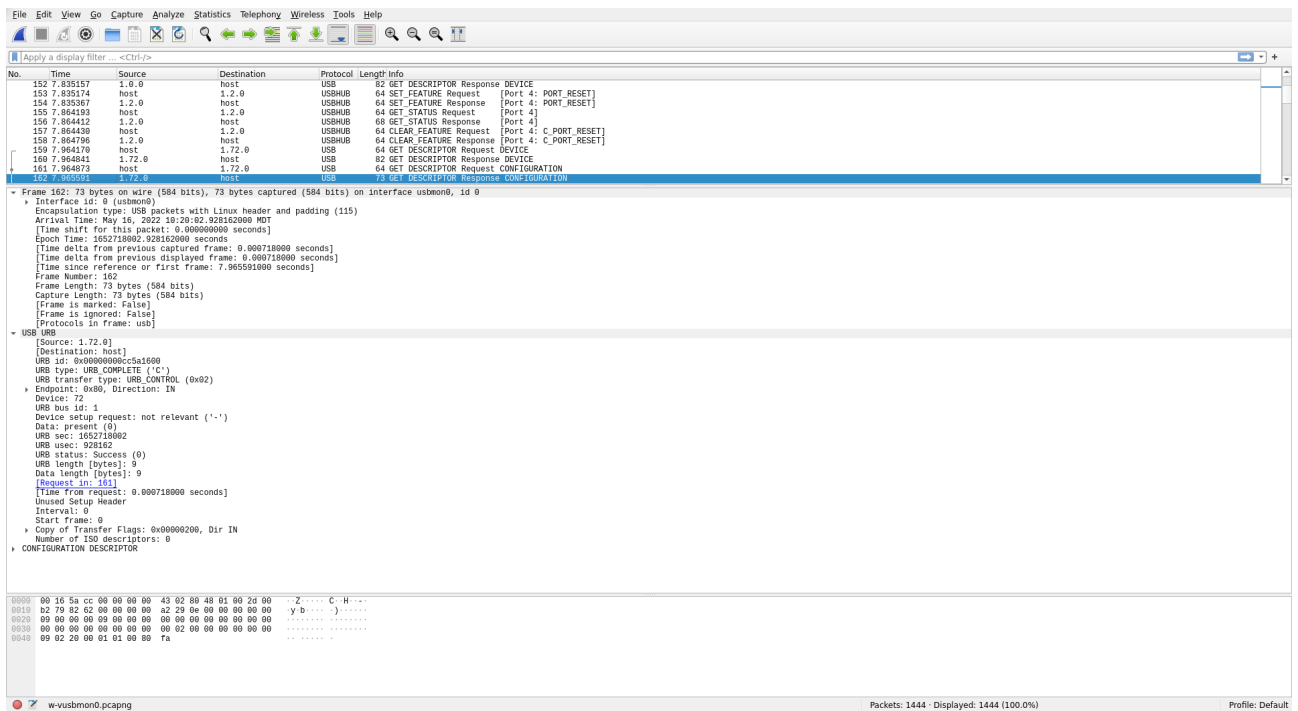 File Edit View Go Capture Analyze Statistics Telephony Wireless Tools Help
Apply a display filter ... <Ctrl-/>
No. Time Source Destination Protocol Length Info
152 7.835157 1.0.0 host USB 82 GET DESCRIPTOR Response DEVICE
153 7.835174 host 1.2.0 USBHUB 64 SET_FEATURE Request [Port 4: PORT_RESET]
154 7.835367 1.2.0 host USBHUB 64 SET_FEATURE Response [Port 4: PORT_RESET]
155 7.864193 host 1.2.0 USBHUB 64 GET_STATUS Request [Port 4]
156 7.864412 1.2.0 host USBHUB 68 GET_STATUS Response [Port 4]
157 7.864430 host 1.2.0 USBHUB 64 CLEAR_FEATURE Request [Port 4: C_PORT_RESET]
158 7.864796 1.2.0 host USBHUB 64 CLEAR_FEATURE Response [Port 4: C_PORT_RESET]
159 7.964170 host 1.72.0 USB 64 GET DESCRIPTOR Request DEVICE
160 7.964841 1.72.0 host USB 82 GET DESCRIPTOR Response DEVICE
161 7.964873 host 1.72.0 USB 64 GET DESCRIPTOR Request CONFIGURATION
162 7.965591 1.72.0 host USB 73 GET DESCRIPTOR Response CONFIGURATION
Frame 162: 73 bytes on wire (584 bits), 73 bytes captured (584 bits) on interface usbmon0, id 0
Interface id: 0 (usbmon0)
Encapsulation type: USB packets with Linux header and padding (115)
Arrival Time: May 16, 2022 10:20:02.928162000 MDT
[Time shift for this packet: 0.000000000 seconds]
Epoch Time: 1652718002.928162000 seconds
[Time delta from previous captured frame: 0.000718000 seconds]
[Time delta from previous displayed frame: 0.000718000 seconds]
[Time since reference or first frame: 7.965591000 seconds]
Frame Number: 162
Frame Length: 73 bytes (584 bits)
Capture Length: 73 bytes (584 bits)
[Frame is marked: False]
[Frame is ignored: False]
[Protocols in frame: usb]
USB URB
[Source: 1.72.0]
[Destination: host]
URB id: 0x00000000cc5a1600
URB type: URB_COMPLETE ('C')
URB transfer type: URB_CONTROL (0x02)
Endpoint: 0x80, Direction: IN
Device: 72
URB bus id: 1
Device setup request: not relevant ('-')
Data: present (0)
URB sec: 1652718002
URB usec: 928162
URB status: Success (0)
URB length [bytes]: 9
Data length [bytes]: 9
[Request in: 161]
[Time from request: 0.000718000 seconds]
Unused Setup Header
Interval: 0
Start frame: 0
Copy of Transfer Flags: 0x00000200, Dir IN
Number of ISO descriptors: 0
CONFIGURATION DESCRIPTOR
0000 00 16 5a cc 00 00 00 00 43 02 80 48 01 00 2d 00 ··Z····· C··H··-·
0010 b2 79 82 62 00 00 00 00 a2 29 0e 00 00 00 00 00 ·y·b···· ·)······
0020 09 00 00 00 09 00 00 00 00 00 00 00 00 00 00 00 ········ ········
0030 00 00 00 00 00 00 00 00 00 02 00 00 00 00 00 00 ········ ········
0040 09 02 20 00 01 01 00 80 fa ·· ····· ·
w-vusbmon0.pcapng Packets: 1444 · Displayed: 1444 (100.0%) Profile: Default